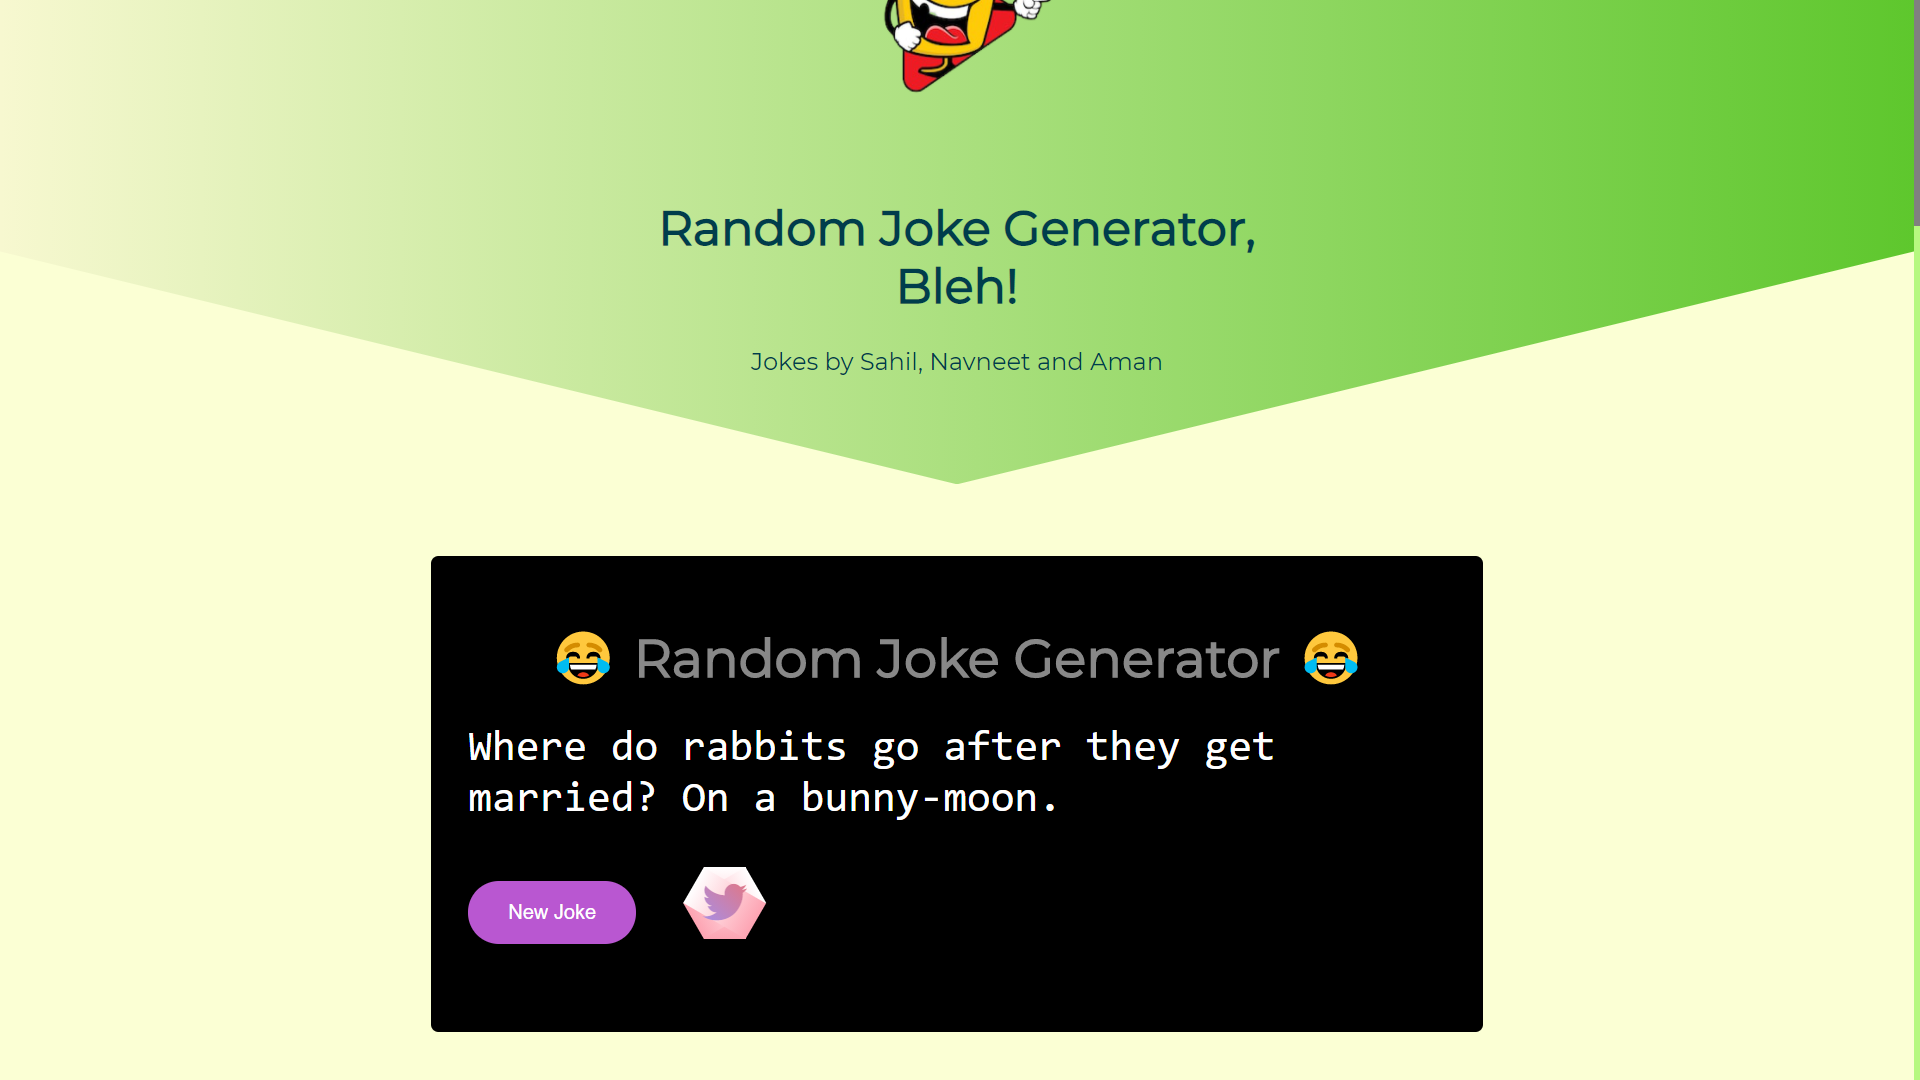 Random Joke Generator,
Bleh!
Jokes by Sahil, Navneet and Aman
😂 Random Joke Generator 😂
Where do rabbits go after they get
married? On a bunny-moon.
New Joke